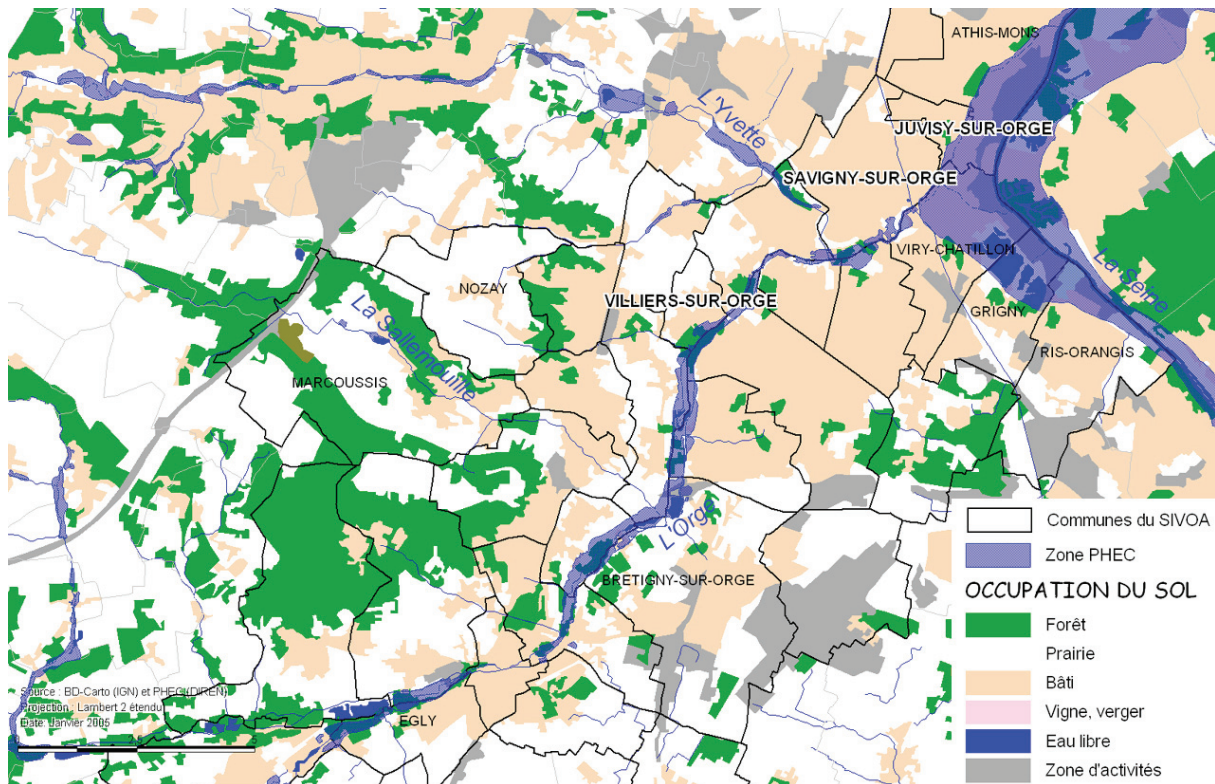 ATHIS-MONS
L'Yvette
JUVISY-SUR-ORGE
SAVIGNY-SUR-ORGE
VIRY-CHATILLON
La Seine
NOZAY
VILLIERS-SUR-ORGE
GRIGNY
La Sallemouille
RIS-ORANGIS
MARCOUSSIS
L'Orge
BRETIGNY-SUR-ORGE
EGLY
Source : BD-Carto (IGN) et PHEC (DIREN)
Projection : Lambert 2 étendu
Date: Janvier 2005
5
Communes du SIVOA
Zone PHEC
OCCUPATION DU SOL
Forêt
Prairie
Bâti
Vigne, verger
Eau libre
Zone d'activités